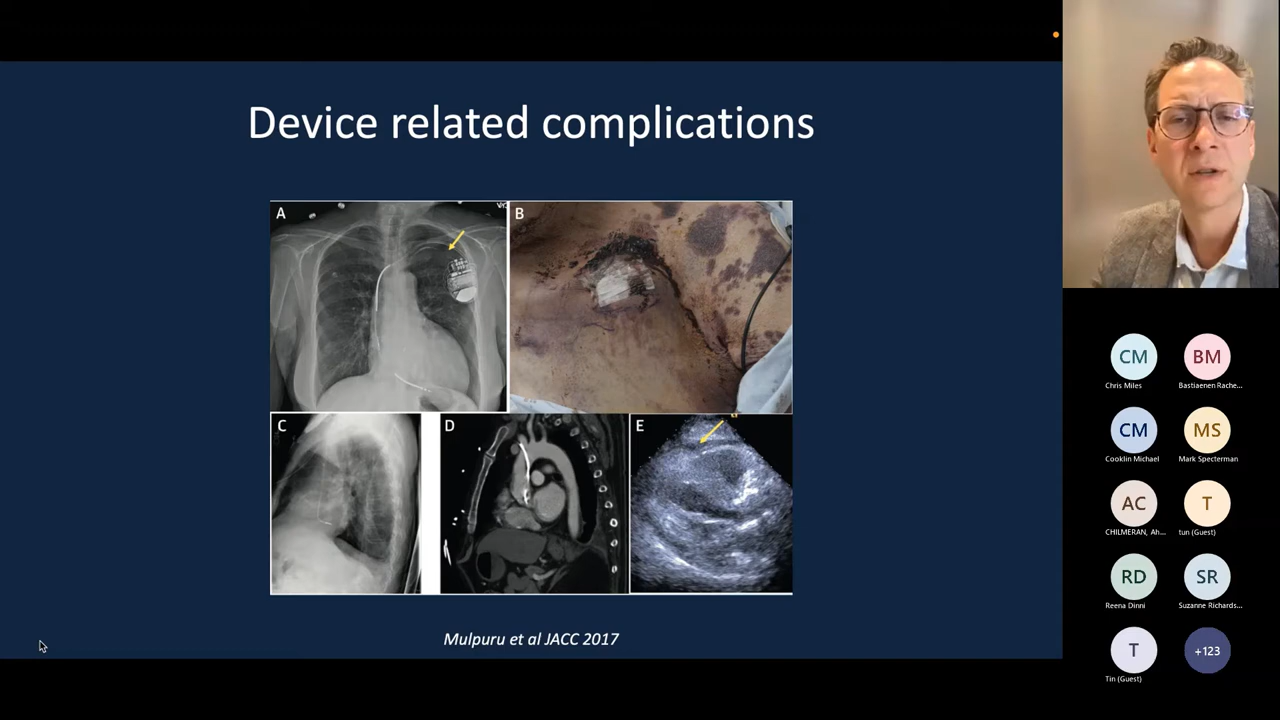 Device related complications
A
B
C
D
E
Mulpuru et al JACC 2017
CM
BM
Chris Miles
Bastiaenen Rache...
CM
MS
Cooklin Michael
Mark Specterman
AC
T
CHILMERAN, Ah...
tun (Guest)
RD
SR
Reena Dinni
Suzanne Richards...
T
+123
Tin (Guest)